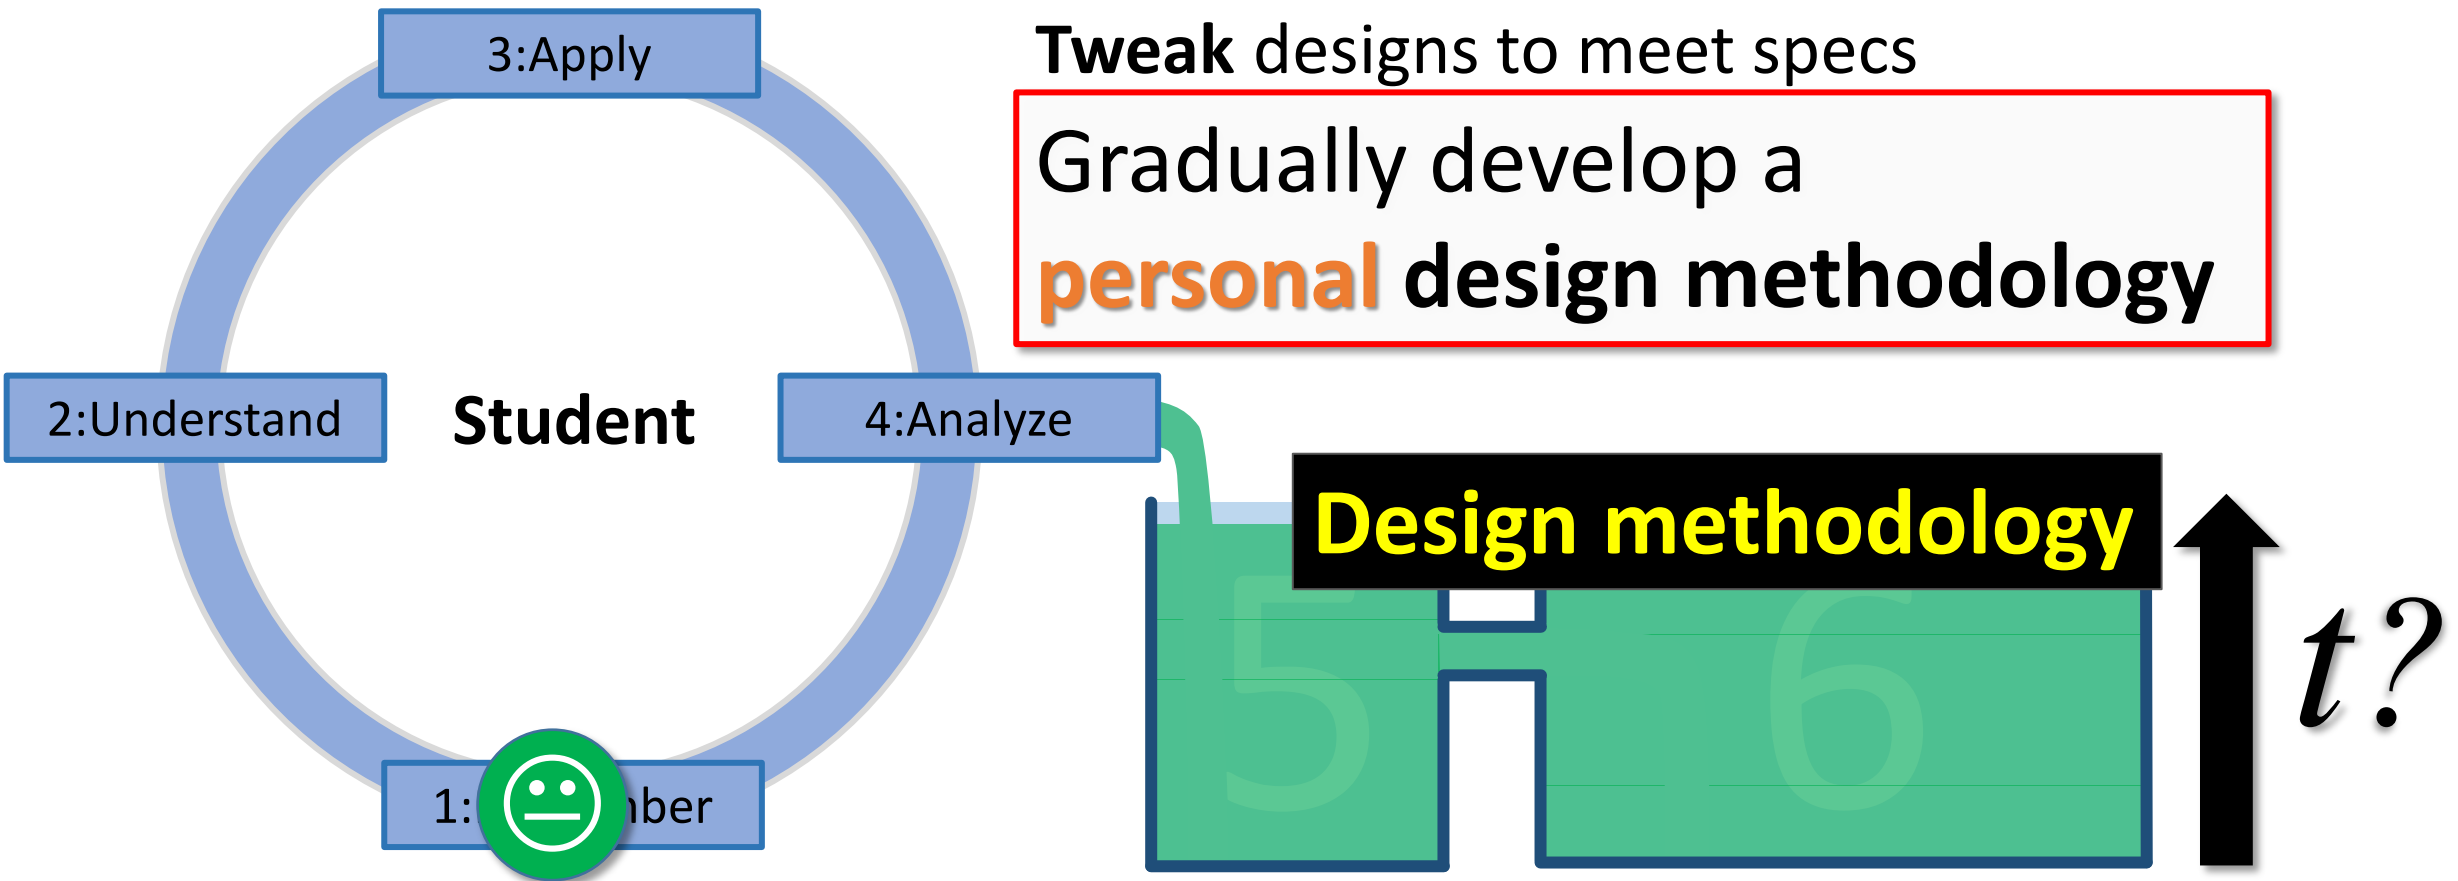 3:Apply
Tweak designs to meet specs
Gradually develop a
personal design methodology
2:Understand
Student
4:Analyze
Design methodology
5
6
t?
1: